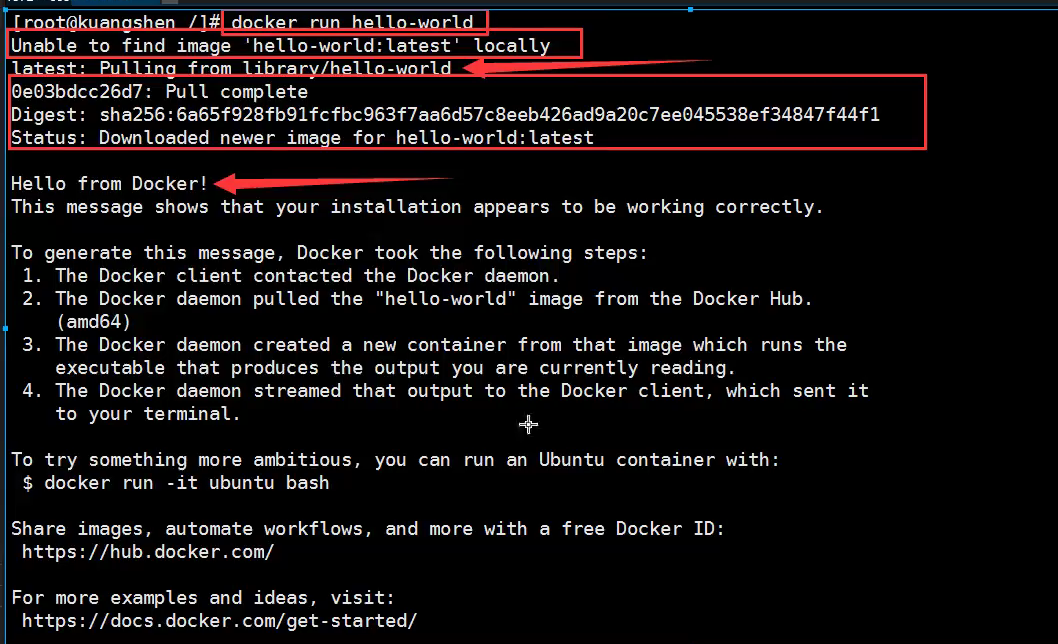 [root@kuangshen /]# docker run hello-world
Unable to find image 'hello-world:latest' locally
latest: Pulling from library/hello-world
0e03bdcc26d7: Pull complete
Digest: sha256:6a65f928fb91fcfbc963f7aa6d57c8eeb426ad9a20c7ee045538ef34847f44f1
Status: Downloaded newer image for hello-world:latest
Hello from Docker!
This message shows that your installation appears to be working correctly.
To generate this message, Docker took the following steps:
1. The Docker client contacted the Docker daemon.
2. The Docker daemon pulled the "hello-world" image from the Docker Hub.
(amd64)
3. The Docker daemon created a new container from that image which runs the
executable that produces the output you are currently reading.
4. The Docker daemon streamed that output to the Docker client, which sent it
to your terminal.
To try something more ambitious, you can run an Ubuntu container with:
$ docker run -it ubuntu bash
Share images, automate workflows, and more with a free Docker ID:
https://hub.docker.com/
For more examples and ideas, visit:
https://docs.docker.com/get-started/